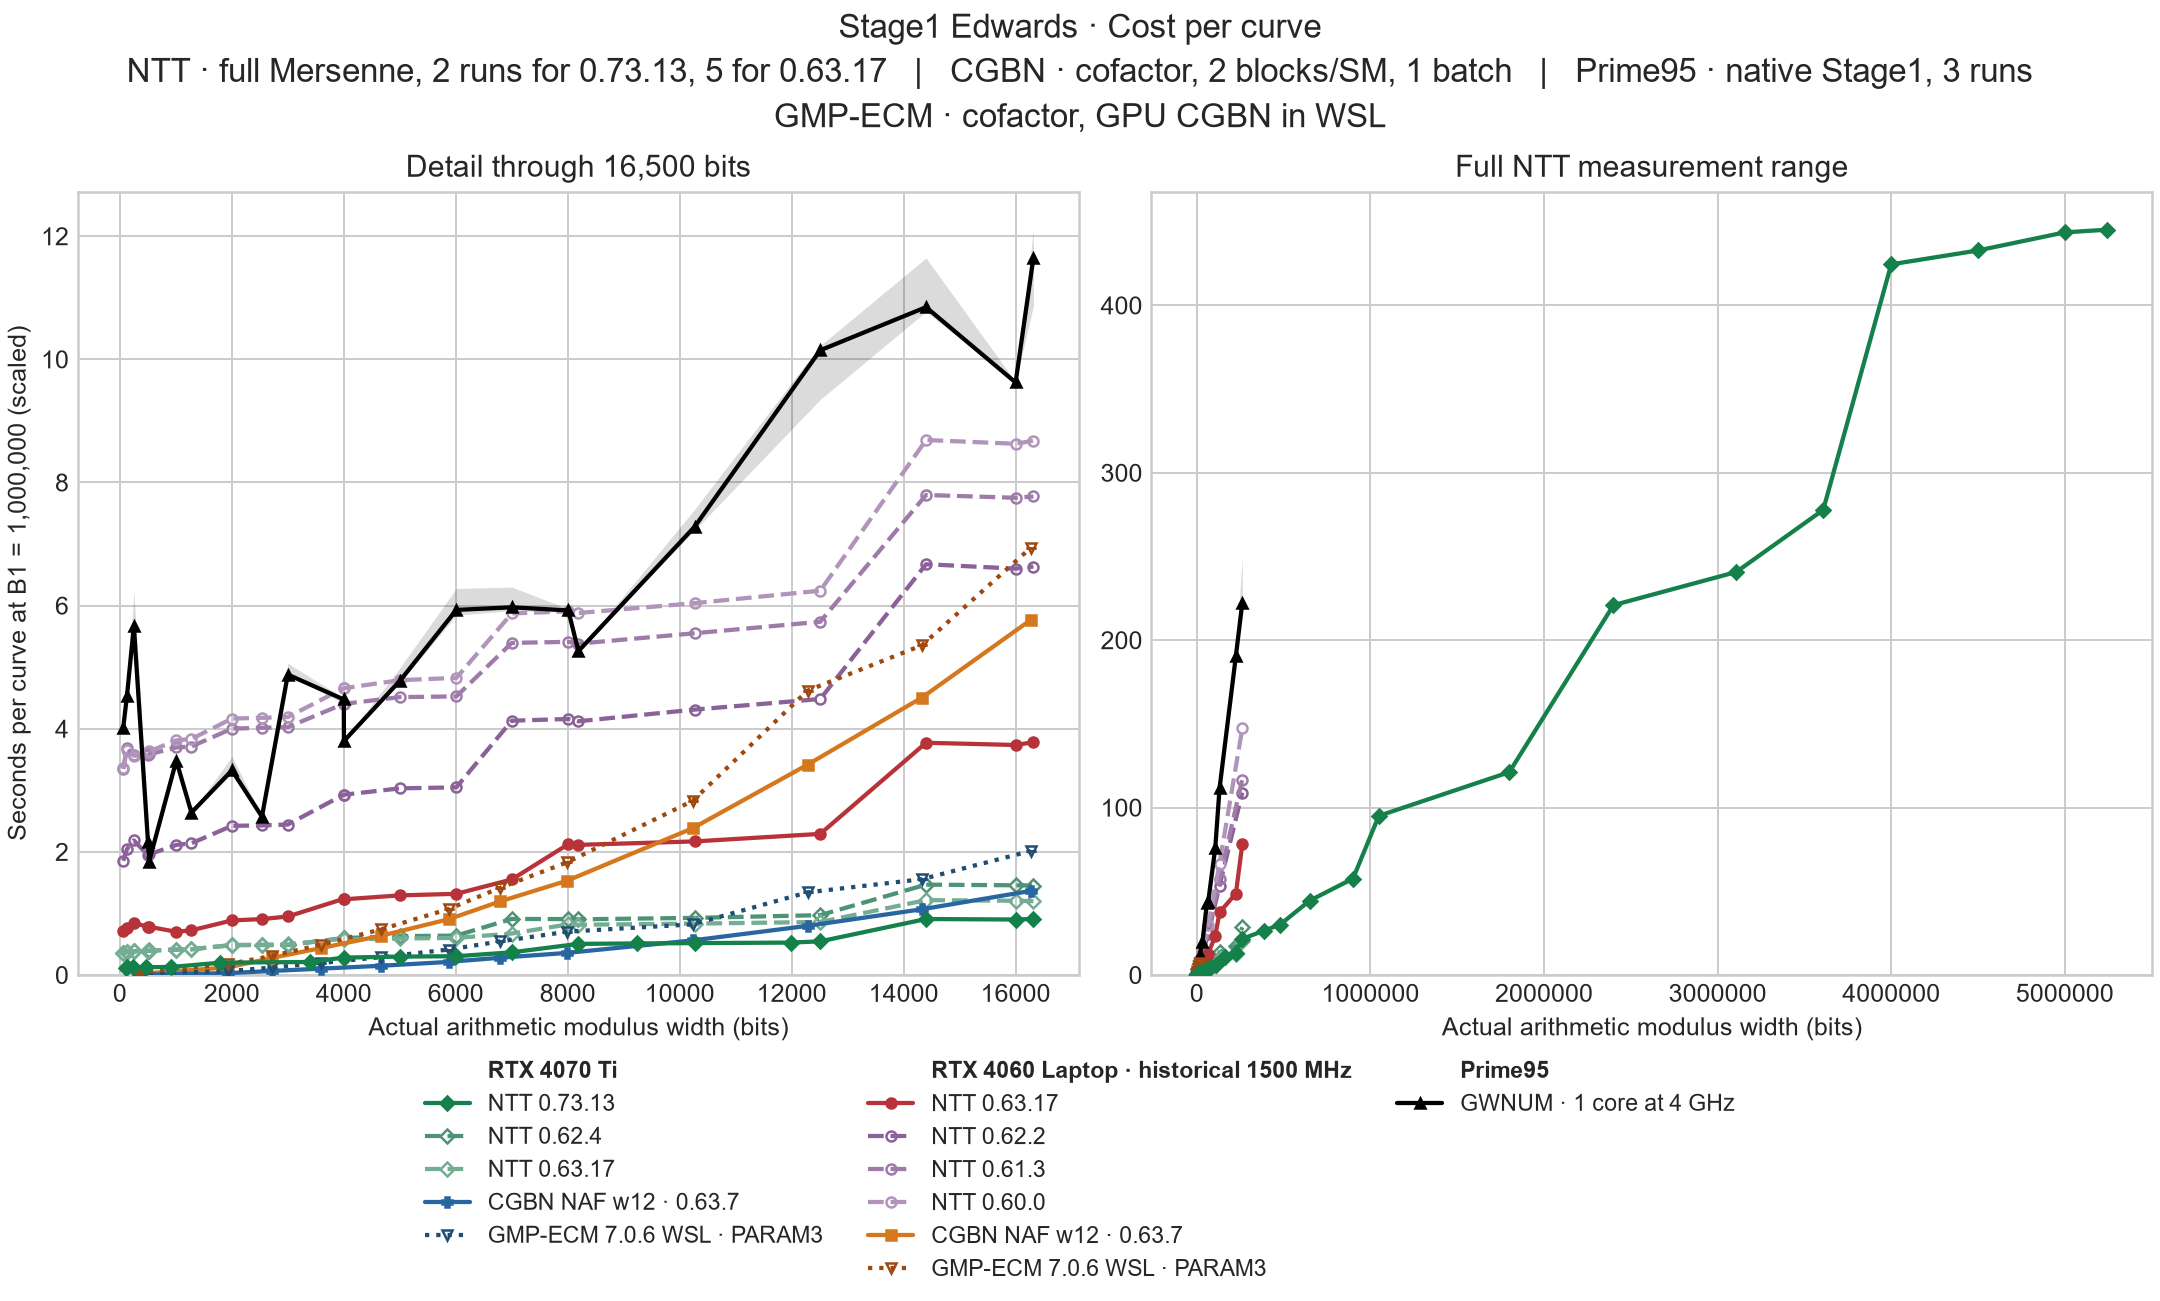 Stage1 Edwards · Cost per curve
NTT · full Mersenne, 2 runs for 0.73.13, 5 for 0.63.17 | CGBN · cofactor, 2 blocks/SM, 1 batch | Prime95 · native Stage1, 3 runs
GMP-ECM · cofactor, GPU CGBN in WSL
Detail through 16,500 bits
Seconds per curve at B1 = 1,000,000 (scaled)
12
10
8
6
4
2
0
0 2000 4000 6000 8000 10000 12000 14000 16000
Actual arithmetic modulus width (bits)
Full NTT measurement range
400
300
200
100
0
0 1000000 2000000 3000000 4000000 5000000
Actual arithmetic modulus width (bits)
RTX 4070 Ti
NTT 0.73.13
NTT 0.62.4
NTT 0.63.17
CGBN NAF w12 · 0.63.7
GMP-ECM 7.0.6 WSL · PARAM3
RTX 4060 Laptop · historical 1500 MHz
NTT 0.63.17
NTT 0.62.2
NTT 0.61.3
NTT 0.60.0
CGBN NAF w12 · 0.63.7
GMP-ECM 7.0.6 WSL · PARAM3
Prime95
GWNUM · 1 core at 4 GHz